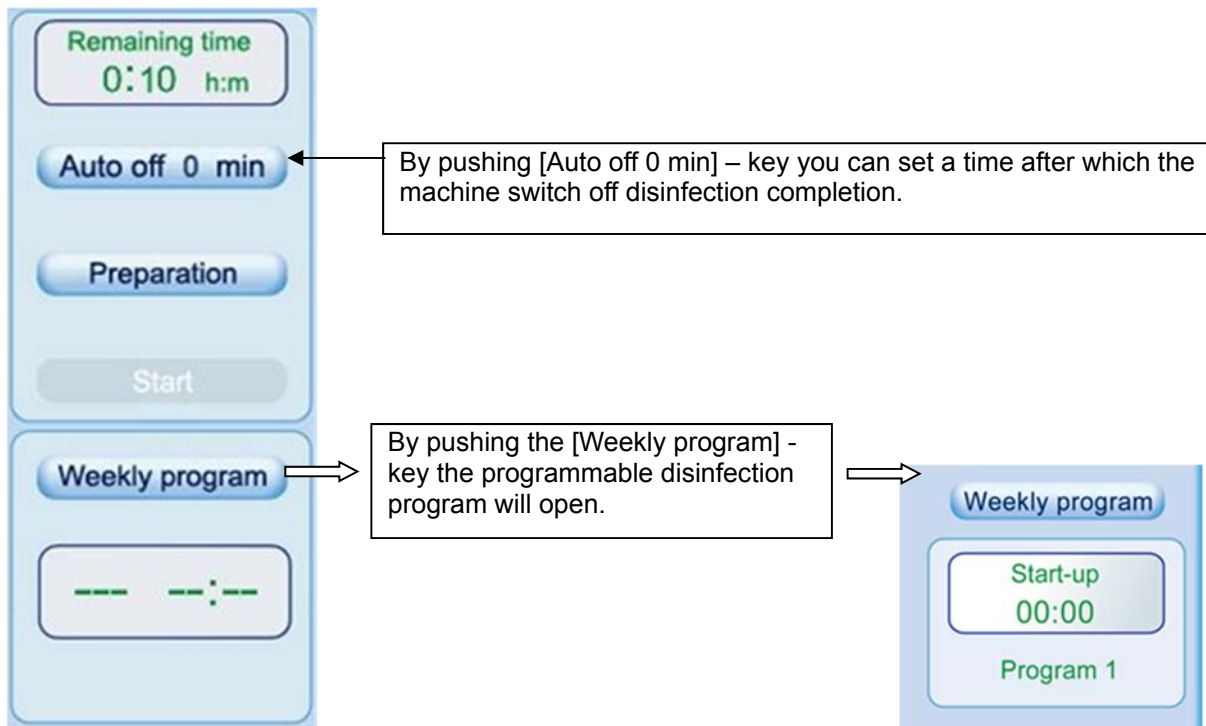 Remaining time
0:10 h:m
Auto off 0 min
By pushing [Auto off 0 min] – key you can set a time after which the
machine switch off disinfection completion.
Preparation
Start
Weekly program
By pushing the [Weekly program] -
key the programmable disinfection
program will open.
--- --:--
Weekly program
Start-up
00:00
Program 1